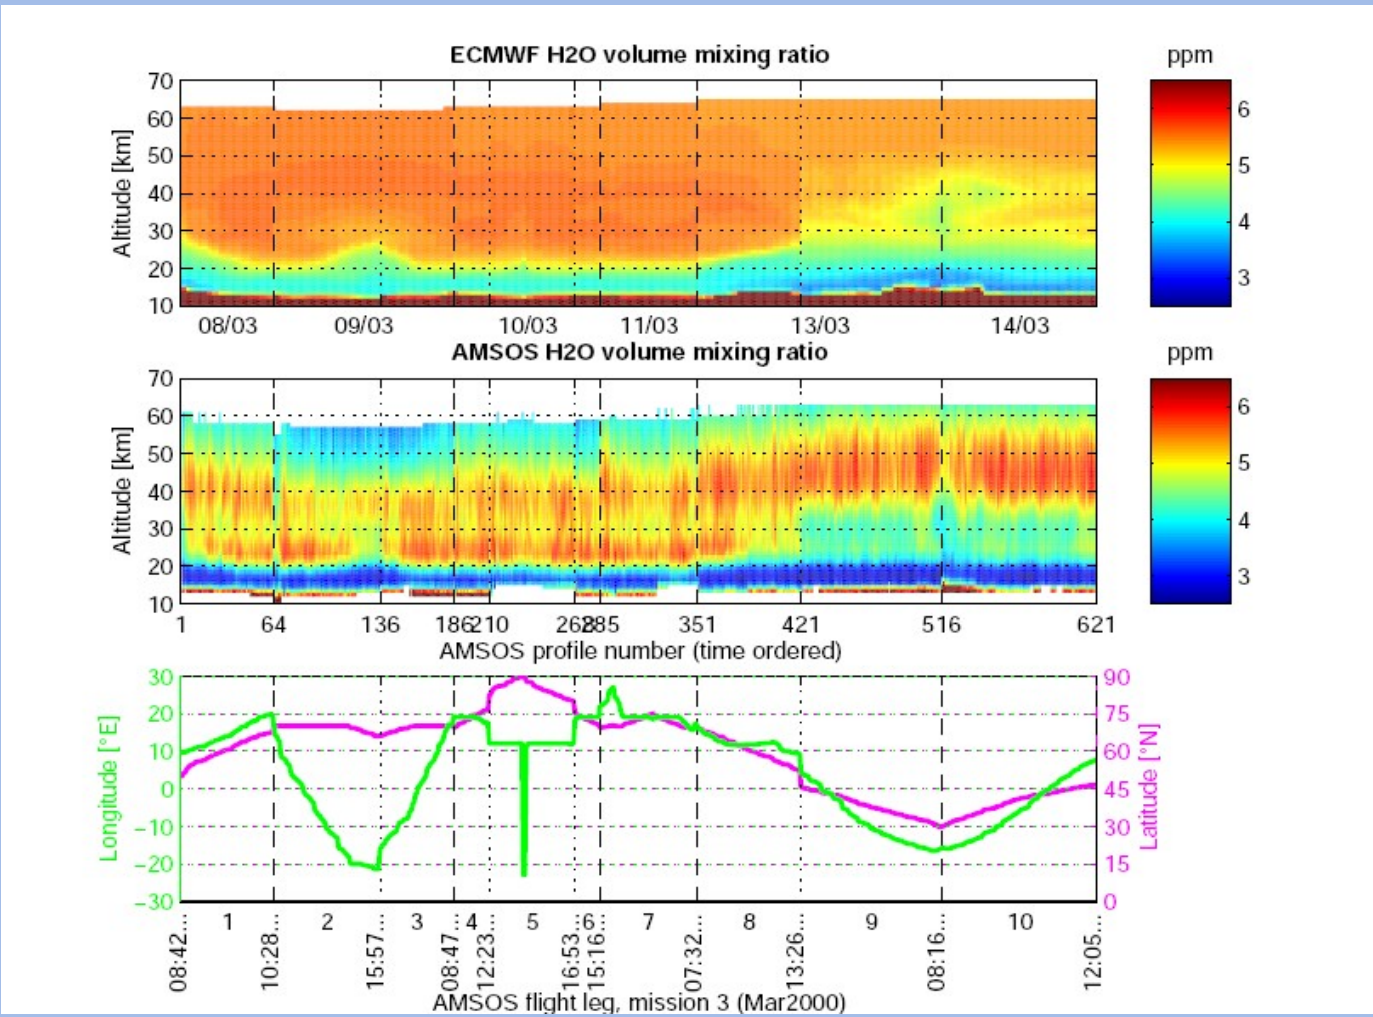 ECMWF H2O volume mixing ratio
ppm
70
60
50
40
30
20
10
Altitude [km]
6
5
4
3
08/03 09/03 10/03 11/03 13/03 14/03
AMSOS H2O volume mixing ratio
ppm
70
60
50
40
30
20
10
Altitude [km]
6
5
4
3
1 64 136 186 210 268 285 351 421 516 621
AMSOS profile number (time ordered)
30
20
10
0
−10
−20
−30
Longitude [°E]
90
75
60
45
30
15
0
Latitude [°N]
1 2 3 4 5 6 7 8 9 10
08:42... 10:28... 15:57... 08:47... 12:23... 16:53... 15:16... 07:32... 13:26... 08:16... 12:05...
AMSOS flight leg, mission 3 (Mar2000)